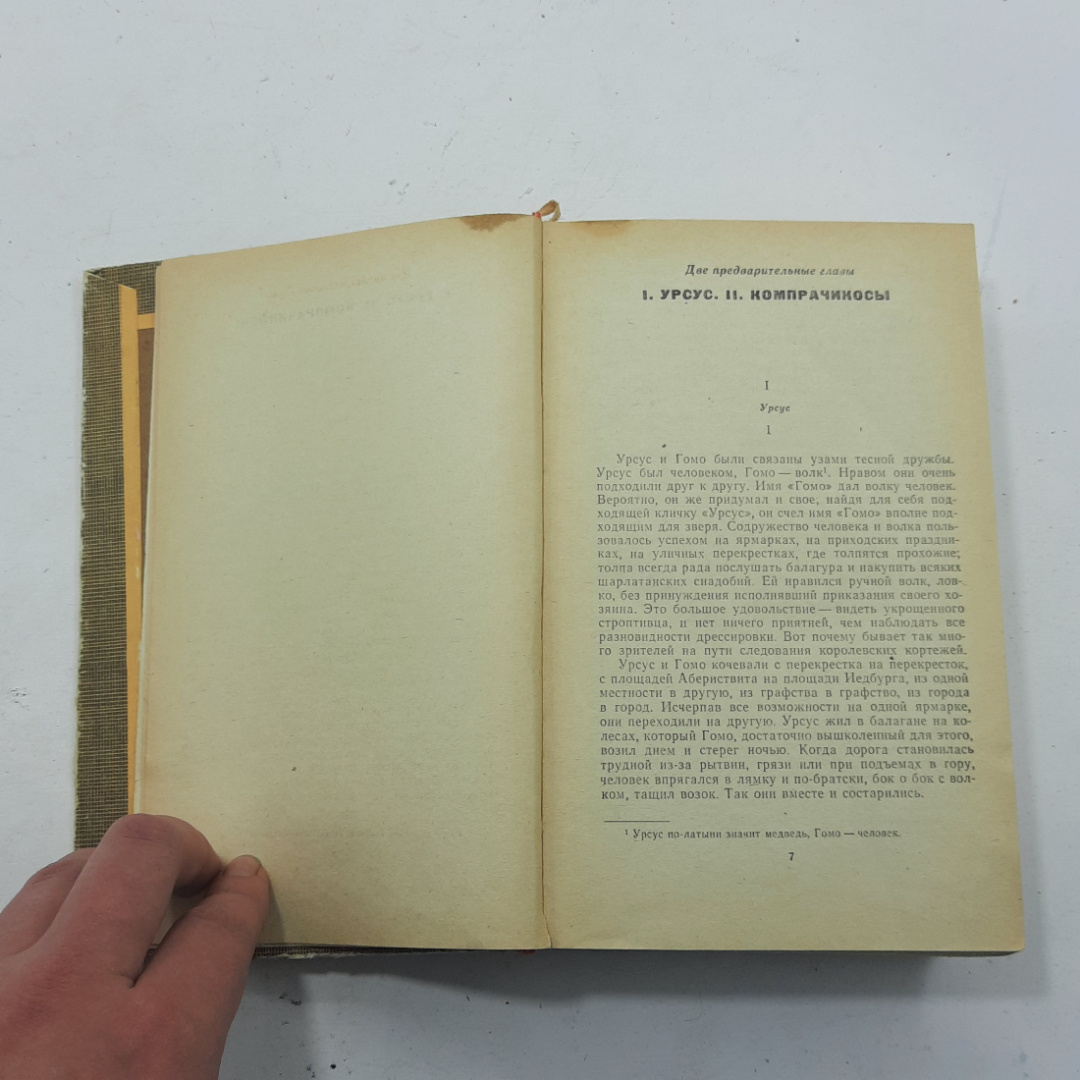 Две предварительные главы
I. УРСУС. II. КОМПРАЧИКОСЫ
I
Урсус
1
Урсус и Гомо были связаны узами тесной дружбы.
Урсус был человеком, Гомо — волк¹. Нравом они очень
подходили друг к другу. Имя «Гомо» дал волку человек.
Вероятно, он же придумал и свое; найдя для себя под-
ходящей кличку «Урсус», он счел имя «Гомо» вполне под-
ходящим для зверя. Содружество человека и волка поль-
зовалось успехом на ярмарках, на приходских праздни-
ках, на уличных перекрестках, где толпятся прохожие;
толпа всегда рада послушать балагура и накупить всяких
шарлатанских снадобий. Ей нравился ручной волк, лов-
ко, без принуждения исполнявший приказания своего хо-
зяина. Это большое удовольствие — видеть укрощенного
строптивца, и нет ничего приятней, чем наблюдать все
разновидности дрессировки. Вот почему бывает так мно-
го зрителей на пути следования королевских кортежей.
Урсус и Гомо кочевали с перекрестка на перекресток,
с площадей Абериствита на площади Иедбурга, из одной
местности в другую, из графства в графство, из города
в город. Исчерпав все возможности на одной ярмарке,
они переходили на другую. Урсус жил в балагане на ко-
лесах, который Гомо, достаточно вышколенный для этого,
возил днем и стерег ночью. Когда дорога становилась
трудной из-за рытвин, грязи или при подъемах в гору,
человек впрягался в лямку и по-братски, бок о бок с вол-
ком, тащил возок. Так они вместе и состарились.
¹ Урсус по-латыни значит медведь, Гомо — человек.
7